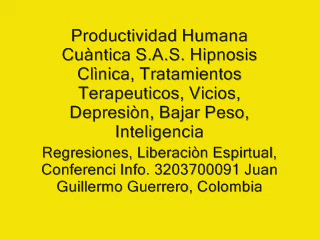 Productividad Humana
Cuàntica S.A.S. Hipnosis
Clìnica, Tratamientos
Terapeuticos, Vicios,
Depresiòn, Bajar Peso,
Inteligencia
Regresiones, Liberaciòn Espirtual,
Conferenci Info. 3203700091 Juan
Guillermo Guerrero, Colombia